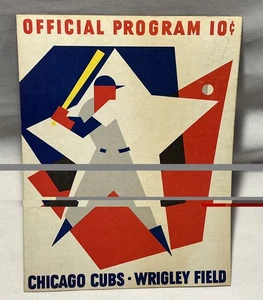 OFFICIAL PROGRAM 10¢
CHICAGO CUBS • WRIGLEY FIELD